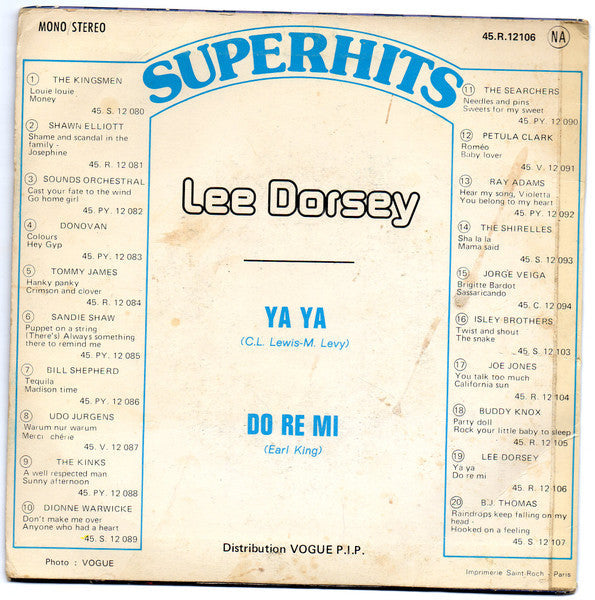 MONO/STEREO
45.R.12106 NA
SUPERHITS
1 THE KINGSMEN
Louie louie
Money
45. S. 12 080
2 SHAWN ELLIOTT
Shame and scandal in the
family -
Josephine
45. R. 12 081
3 SOUNDS ORCHESTRAL
Cast your fate to the wind
Go home girl
45. PY. 12 082
4 DONOVAN
Colours
Hey Gyp
45. PY. 12 083
5 TOMMY JAMES
Hanky panky
Crimson and clover
45. R. 12 084
6 SANDIE SHAW
Puppet on a string
(There's) Always something
there to remind me
45. PY. 12 085
7 BILL SHEPHERD
Tequila
Madison time
45. PY. 12 086
8 UDO JURGENS
Warum nur warum
Merci chérie
45. V. 12 087
9 THE KINKS
A well respected man
Sunny afternoon
45. PY. 12 088
10 DIONNE WARWICKE
Don't make me over
Anyone who had a heart
45. S. 12 089
Photo : VOGUE
Lee Dorsey
YA YA
(C.L. Lewis-M. Levy)
DO RE MI
(Earl King)
Distribution VOGUE P.I.P.
11 THE SEARCHERS
Needles and pins
Sweets for my sweet
45. PY. 12 090
12 PETULA CLARK
Roméo
Baby lover
45. V. 12 091
13 RAY ADAMS
Hear my song, Violetta
You belong to my heart
45. PY. 12 092
14 THE SHIRELLES
Sha la la
Mama said
45. S. 12 093
15 JORGE VEIGA
Brigitte Bardot
Sassaricando
45. C. 12 094
16 ISLEY BROTHERS
Twist and shout
The snake
45. S. 12 103
17 JOE JONES
You talk too much
California sun
45. R. 12 104
18 BUDDY KNOX
Party doll
Rock your little baby to sleep
45. R. 12 105
19 LEE DORSEY
Ya ya
Do re mi
45. R. 12 106
20 B.J. THOMAS
Raindrops keep falling on my
head -
Hooked on a feeling
45. S. 12 107
Imprimerie Saint-Roch - Paris